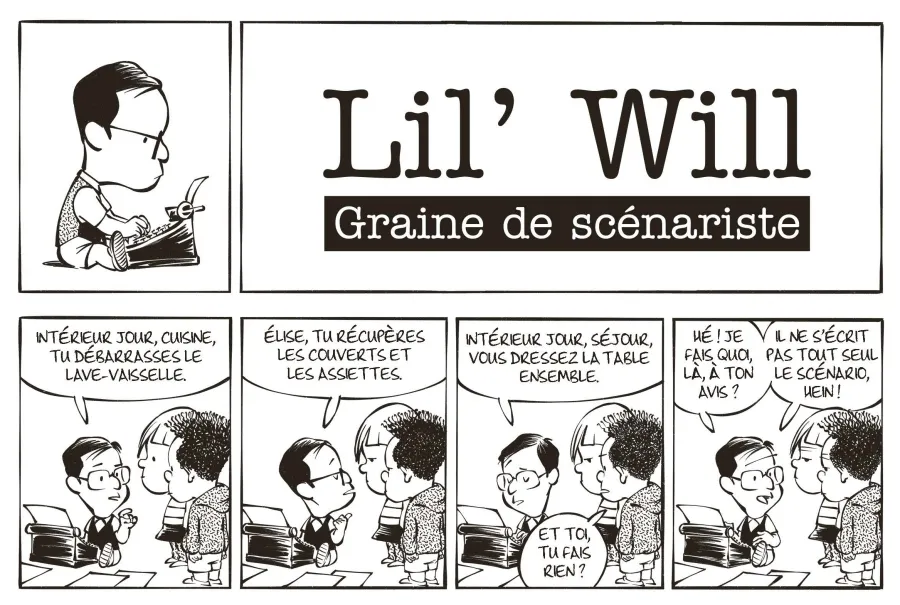 Lil' Will
Graine de scénariste
INTÉRIEUR JOUR, CUISINE,
TU DÉBARRASSES LE
LAVE-VAISSELLE.
ÉLISE, TU RÉCUPÈRES
LES COUVERTS ET
LES ASSIETTES.
INTÉRIEUR JOUR, SÉJOUR,
VOUS DRESSEZ LA TABLE
ENSEMBLE.
ET TOI,
TU FAIS
RIEN ?
HÉ ! JE
FAIS QUOI,
LÀ, À TON
AVIS ?
IL NE S'ÉCRIT
PAS TOUT SEUL
LE SCÉNARIO,
HEIN !